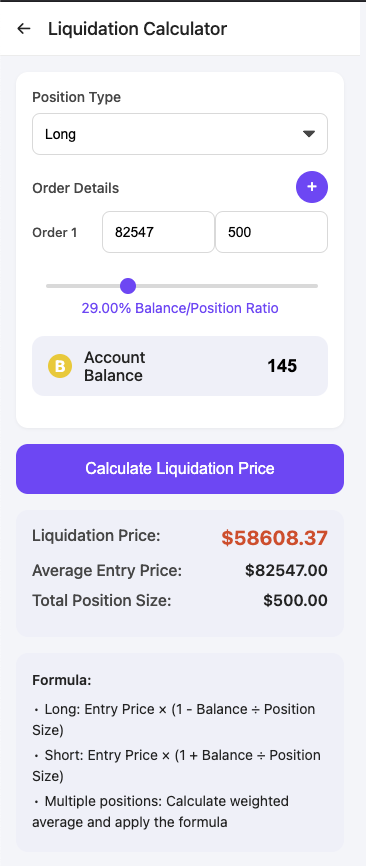 ← Liquidation Calculator
Position Type
Long
Order Details
+
Order 1 82547 500
29.00% Balance/Position Ratio
B
Account
Balance
145
Calculate Liquidation Price
Liquidation Price: $58608.37
Average Entry Price: $82547.00
Total Position Size: $500.00
Formula:
• Long: Entry Price × (1 - Balance ÷ Position
Size)
• Short: Entry Price × (1 + Balance ÷ Position
Size)
• Multiple positions: Calculate weighted
average and apply the formula